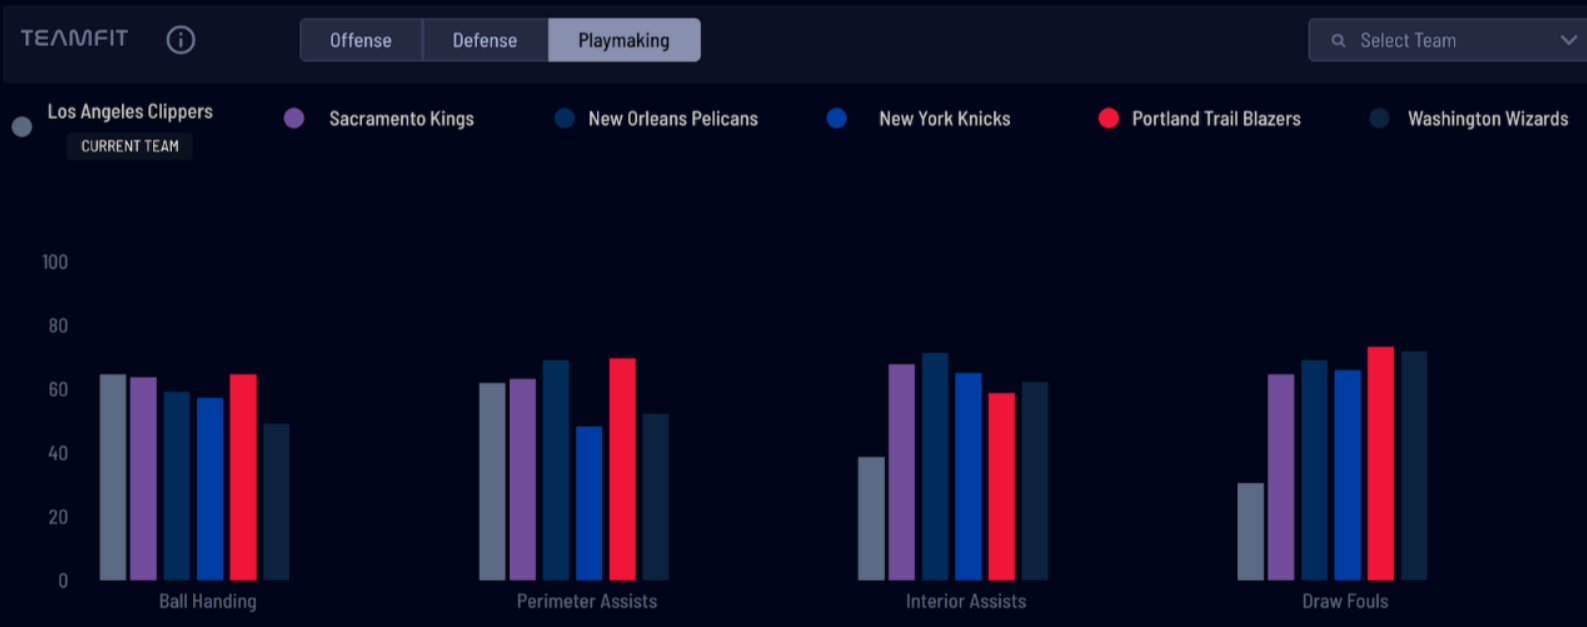 TEAMFIT
Offense
Defense
Playmaking
Select Team
Los Angeles Clippers
CURRENT TEAM
Sacramento Kings
New Orleans Pelicans
New York Knicks
Portland Trail Blazers
Washington Wizards
100
80
60
40
20
0
Ball Handing
Perimeter Assists
Interior Assists
Draw Fouls